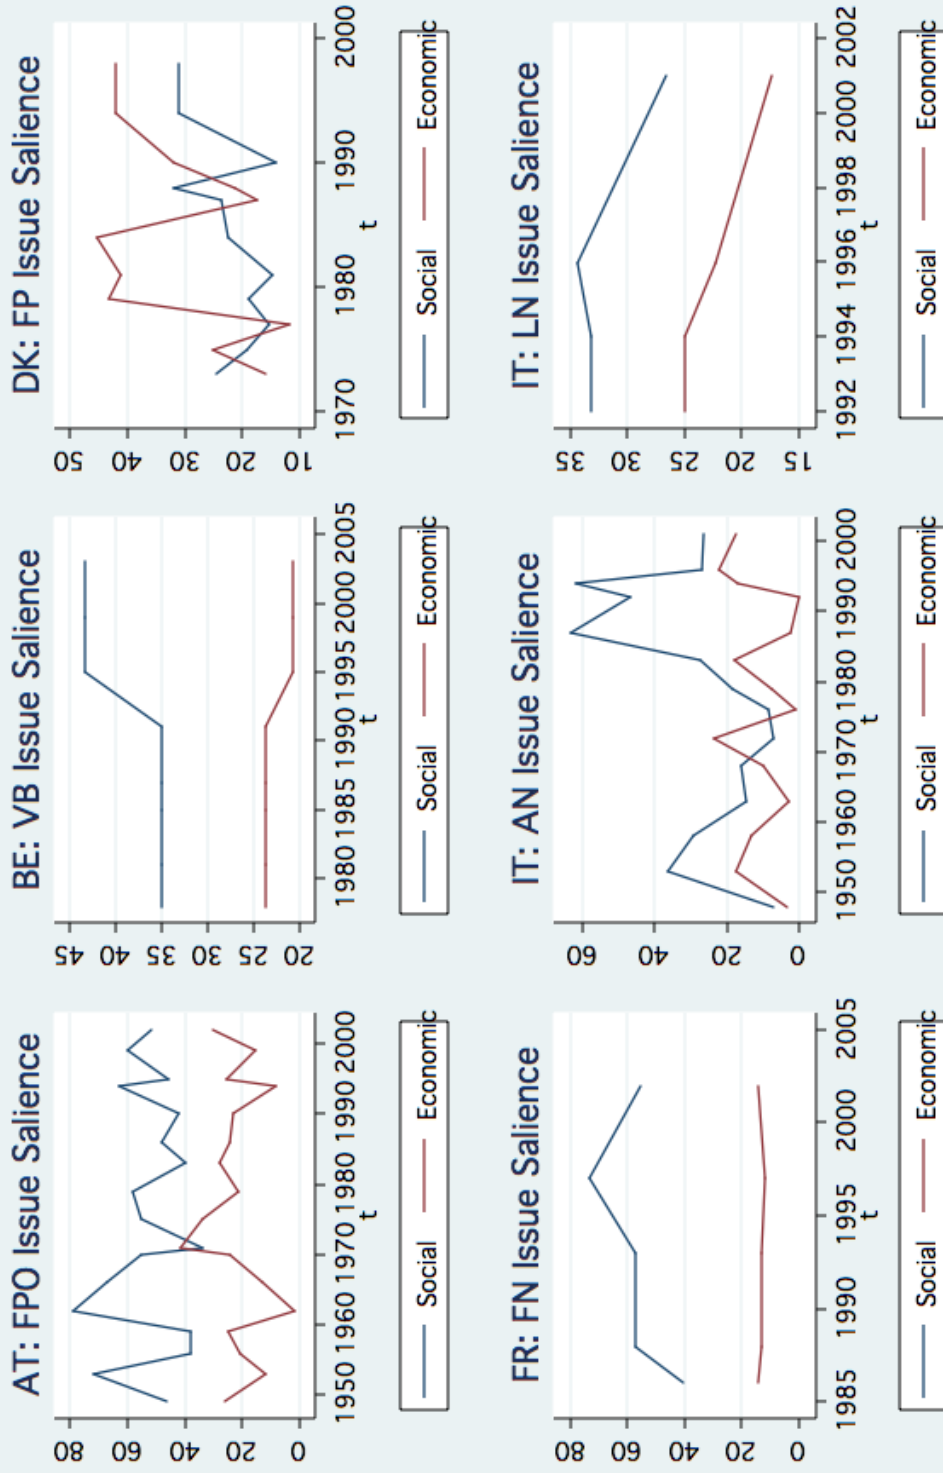 AT: FPO Issue Salience
80
60
40
20
0
1950 1960 1970 1980 1990 2000
t
Social Economic
BE: VB Issue Salience
45
40
35
30
25
20
1980 1985 1990 1995 2000 2005
t
Social Economic
DK: FP Issue Salience
50
40
30
20
10
1970 1980 1990 2000
t
Social Economic
FR: FN Issue Salience
80
60
40
20
0
1985 1990 1995 2000 2005
t
Social Economic
IT: AN Issue Salience
60
40
20
0
1950 1960 1970 1980 1990 2000
t
Social Economic
IT: LN Issue Salience
35
30
25
20
15
1992 1994 1996 1998 2000 2002
t
Social Economic